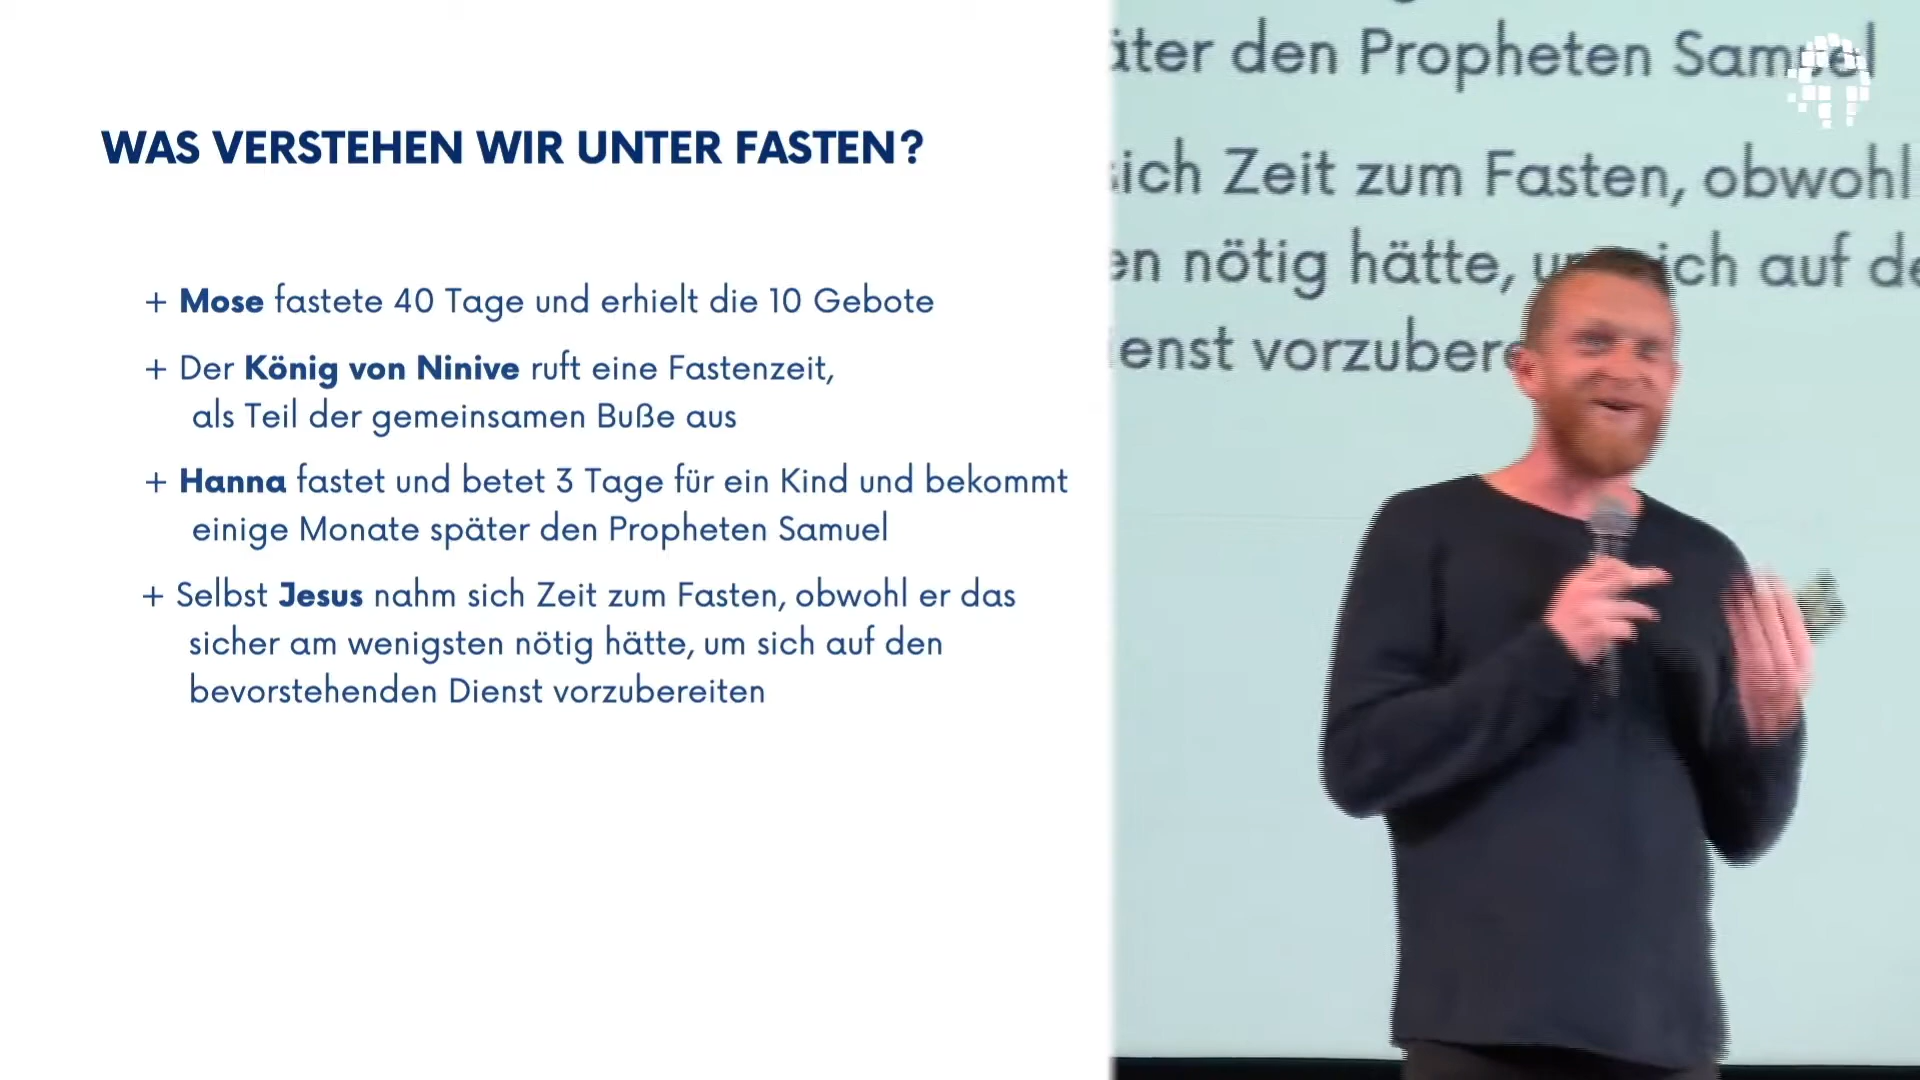 WAS VERSTEHEN WIR UNTER FASTEN?
+ Mose fastete 40 Tage und erhielt die 10 Gebote
+ Der König von Ninive ruft eine Fastenzeit,
als Teil der gemeinsamen Buße aus
+ Hanna fastet und betet 3 Tage für ein Kind und bekommt
einige Monate später den Propheten Samuel
+ Selbst Jesus nahm sich Zeit zum Fasten, obwohl er das
sicher am wenigsten nötig hätte, um sich auf den
bevorstehenden Dienst vorzubereiten
äter den Propheten Samuel
sich Zeit zum Fasten, obwohl
en nötig hätte, um sich auf de
ienst vorzubere